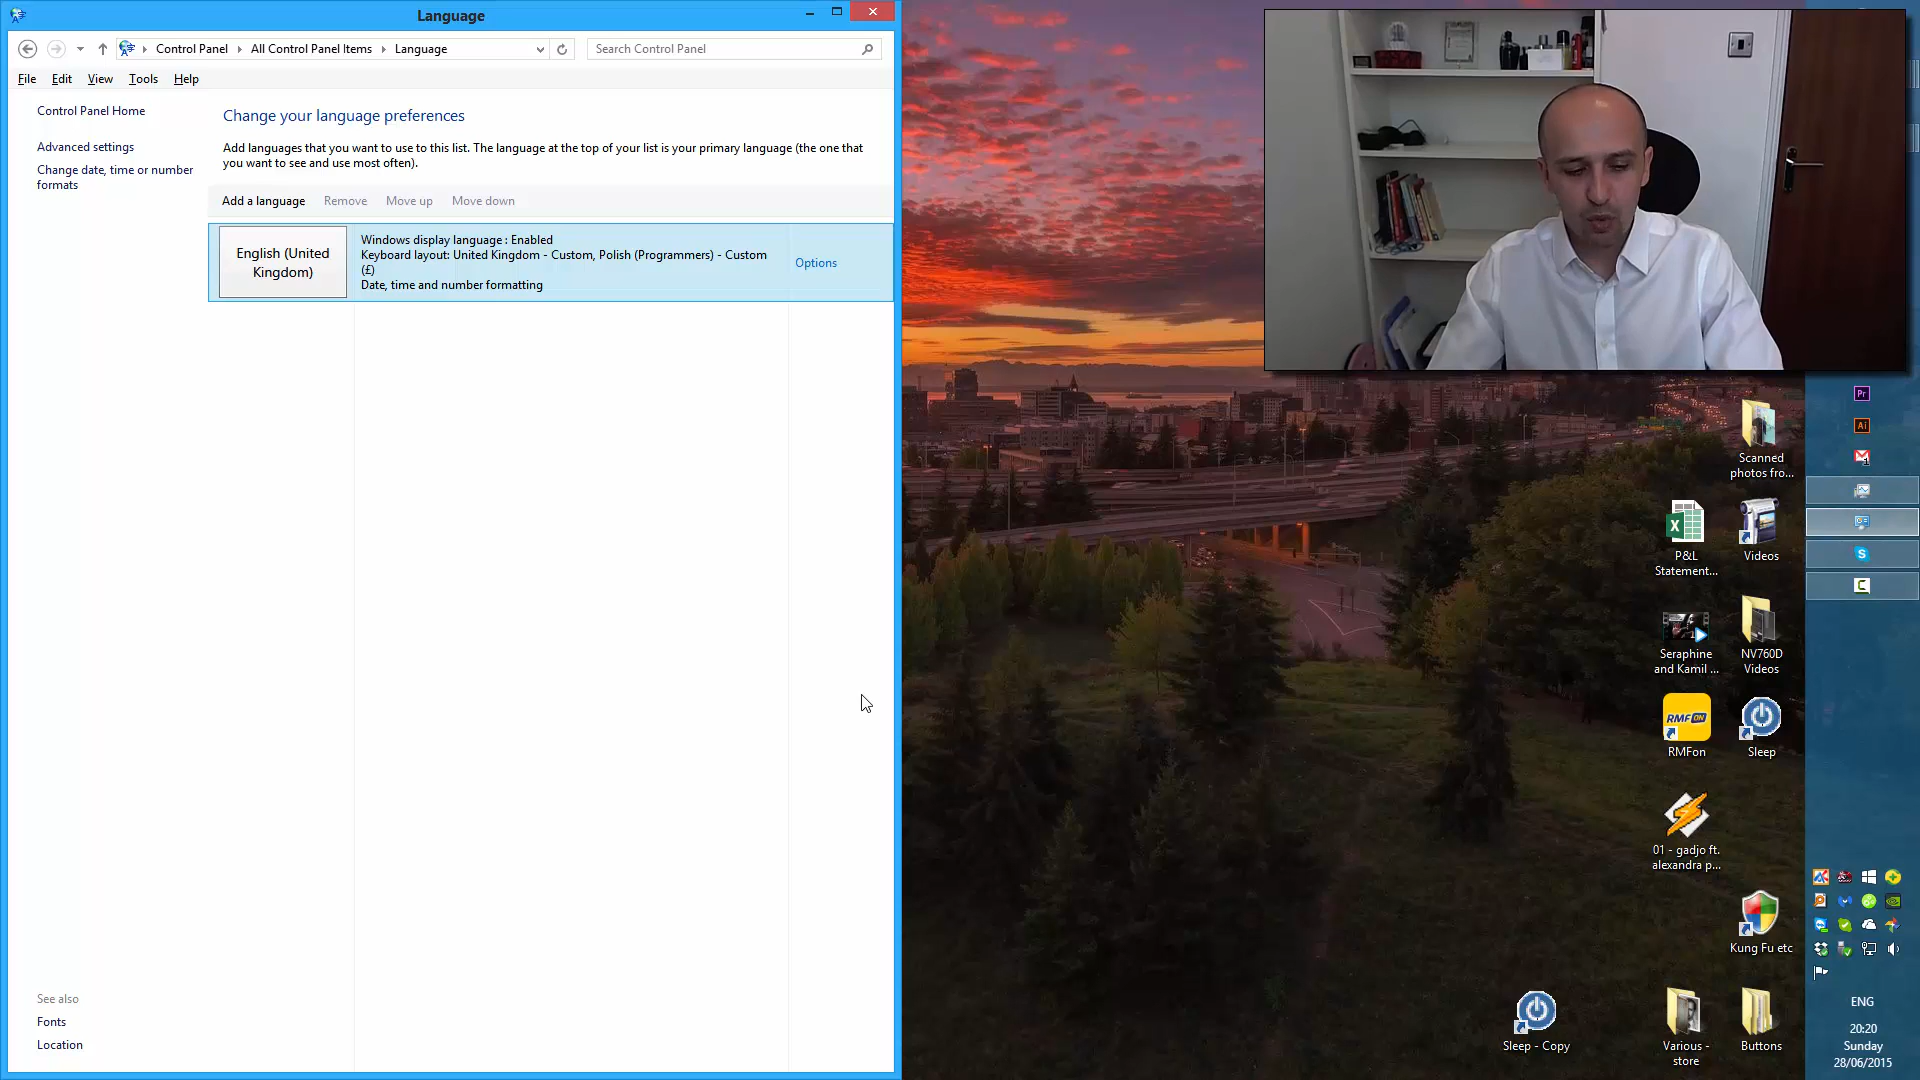 Language
Control Panel
All Control Panel Items
Language
Search Control Panel
File Edit View Tools Help
Control Panel Home
Advanced settings
Change date, time or number
formats
Change your language preferences
Add languages that you want to use to this list. The language at the top of your list is your primary language (the one that
you want to see and use most often).
Add a language Remove Move up Move down
English (United
Kingdom)
Windows display language : Enabled
Keyboard layout: United Kingdom - Custom, Polish (Programmers) - Custom
(£)
Date, time and number formatting
Options
See also
Fonts
Location
Pr
Ai
Scanned
photos fro...
P&L
Statement...
Videos
Seraphine
and Kamil ...
NV760D
Videos
RMF ON
RMFon
Sleep
01 - gadjo ft.
alexandra p...
Kung Fu etc
Sleep - Copy
Various -
store
Buttons
ENG
20:20
Sunday
28/06/2015